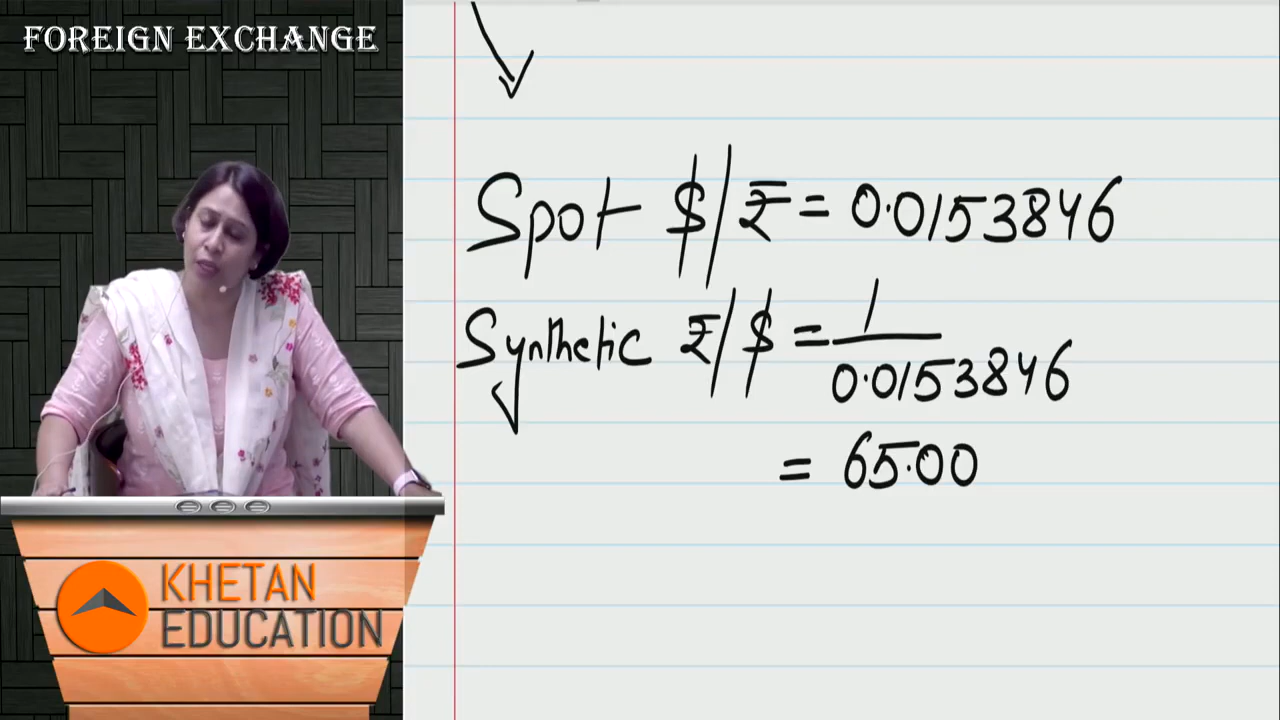 FOREIGN EXCHANGE
Spot $/₹ = 0.0153846
Synthetic ₹/$ = 1
0.0153846
= 65.00
KHETAN
EDUCATION